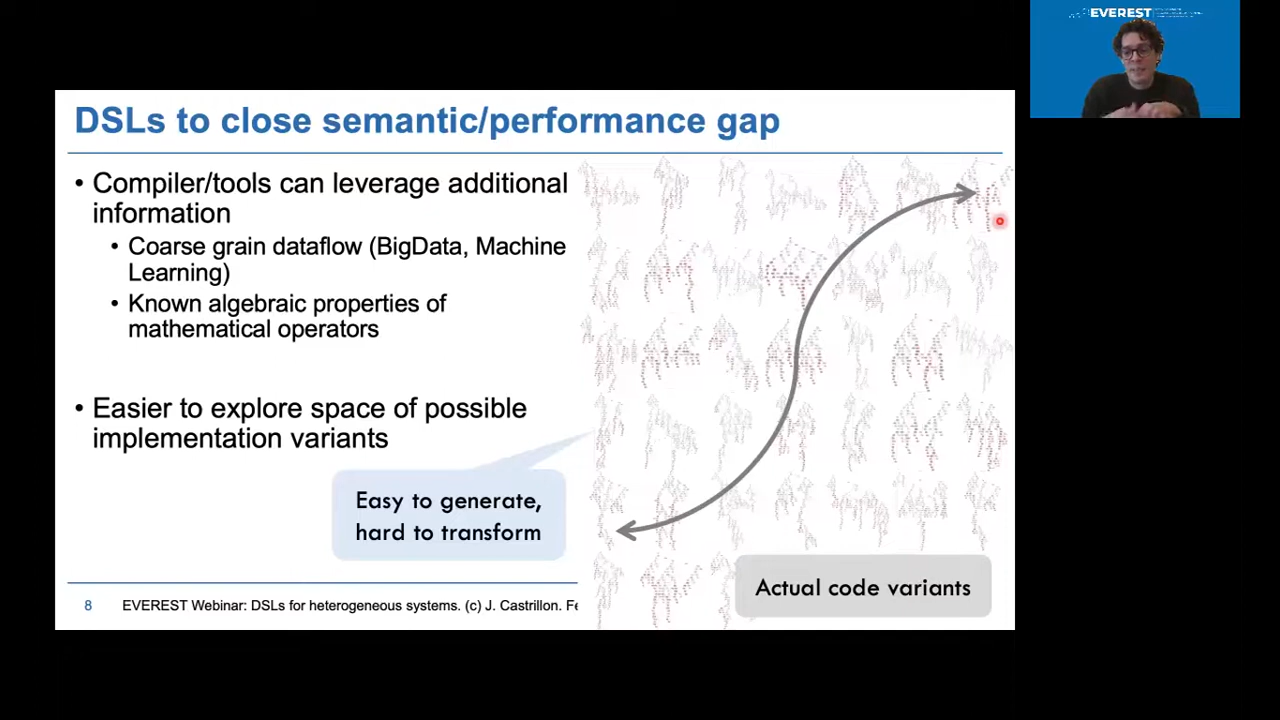 EVEREST
DSLs to close semantic/performance gap
• Compiler/tools can leverage additional
information
• Coarse grain dataflow (BigData, Machine
Learning)
• Known algebraic properties of
mathematical operators
• Easier to explore space of possible
implementation variants
Easy to generate,
hard to transform
Actual code variants
8 EVEREST Webinar: DSLs for heterogeneous systems. (c) J. Castrillon.